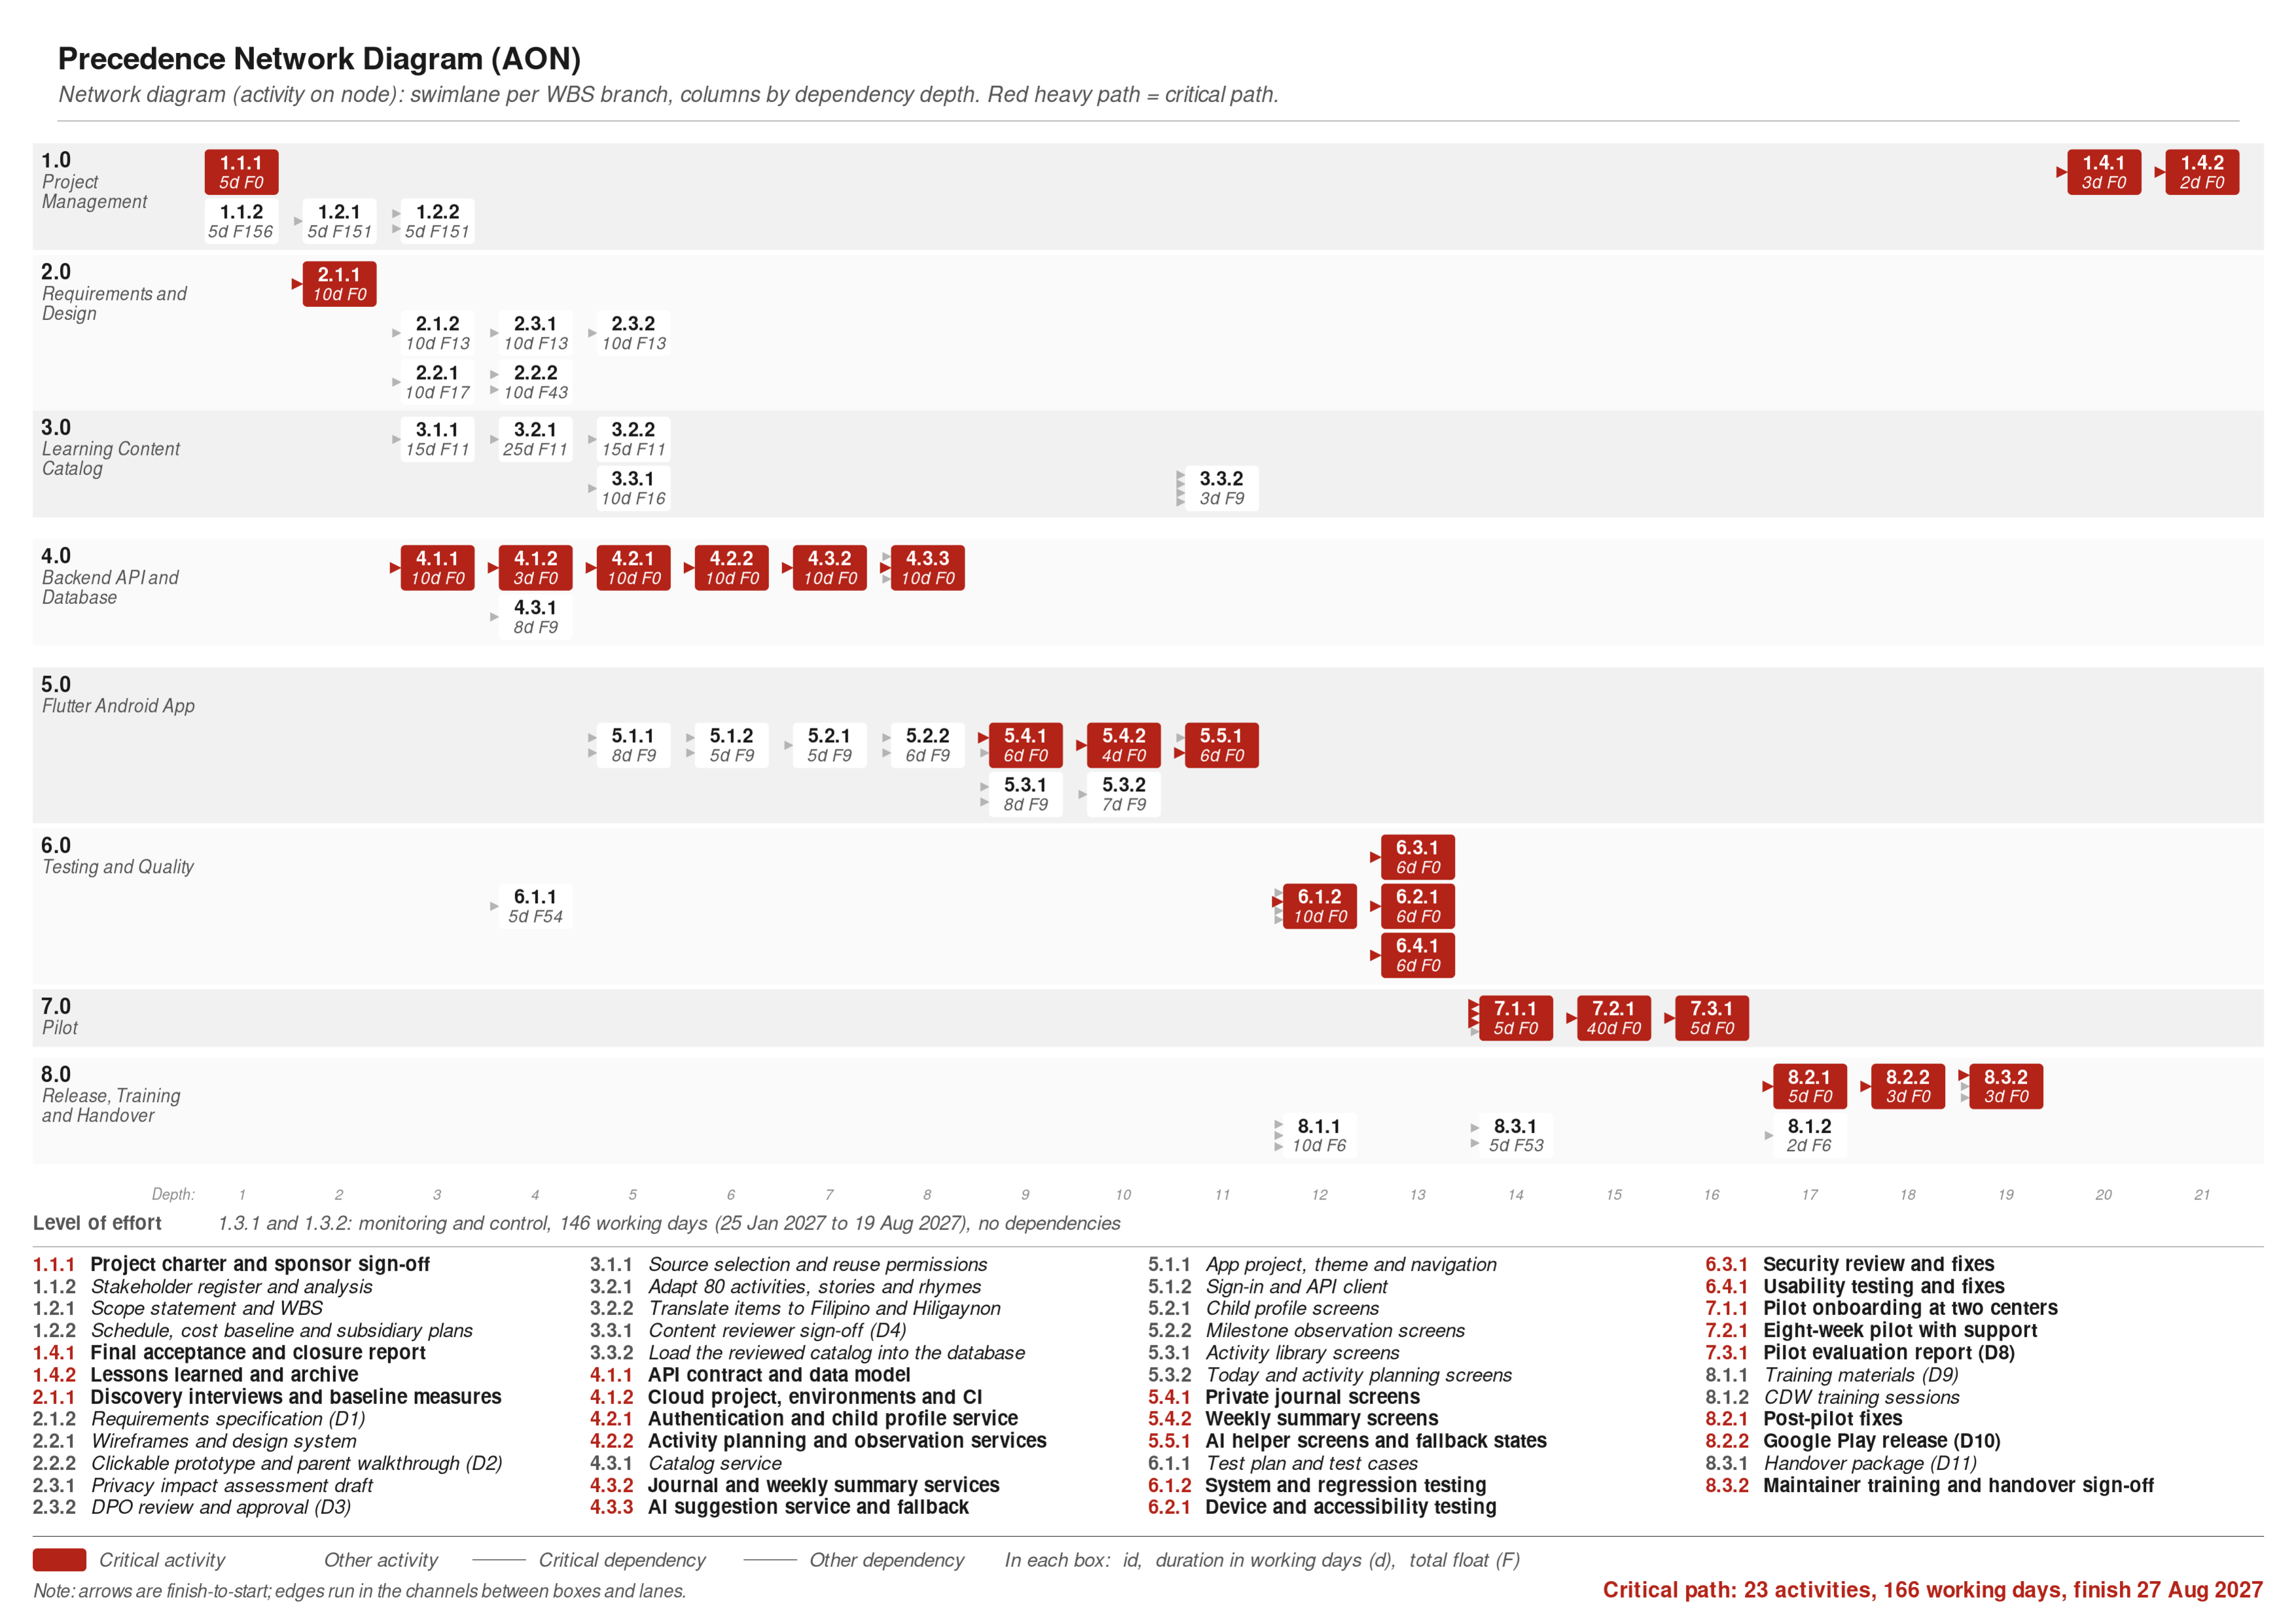 Precedence Network Diagram (AON)
Network diagram (activity on node): swimlane per WBS branch, columns by dependency depth. Red heavy path = critical path.
1.0
Project
Management
1.1.1
5d F0
1.4.1
3d F0
1.4.2
2d F0
1.1.2
5d F156
1.2.1
5d F151
1.2.2
5d F151
2.0
Requirements and
Design
2.1.1
10d F0
2.1.2
10d F13
2.3.1
10d F13
2.3.2
10d F13
2.2.1
10d F17
2.2.2
10d F43
3.0
Learning Content
Catalog
3.1.1
15d F11
3.2.1
25d F11
3.2.2
15d F11
3.3.1
10d F16
3.3.2
3d F9
4.0
Backend API and
Database
4.1.1
10d F0
4.1.2
3d F0
4.2.1
10d F0
4.2.2
10d F0
4.3.2
10d F0
4.3.3
10d F0
4.3.1
8d F9
5.0
Flutter Android App
5.1.1
8d F9
5.1.2
5d F9
5.2.1
5d F9
5.2.2
6d F9
5.4.1
6d F0
5.4.2
4d F0
5.5.1
6d F0
5.3.1
8d F9
5.3.2
7d F9
6.0
Testing and Quality
6.3.1
6d F0
6.1.1
5d F54
6.1.2
10d F0
6.2.1
6d F0
6.4.1
6d F0
7.0
Pilot
7.1.1
5d F0
7.2.1
40d F0
7.3.1
5d F0
8.0
Release, Training
and Handover
8.2.1
5d F0
8.2.2
3d F0
8.3.2
3d F0
8.1.1
10d F6
8.3.1
5d F53
8.1.2
2d F6
Depth: 1 2 3 4 5 6 7 8 9 10 11 12 13 14 15 16 17 18 19 20 21
Level of effort 1.3.1 and 1.3.2: monitoring and control, 146 working days (25 Jan 2027 to 19 Aug 2027), no dependencies
1.1.1 Project charter and sponsor sign-off
1.1.2 Stakeholder register and analysis
1.2.1 Scope statement and WBS
1.2.2 Schedule, cost baseline and subsidiary plans
1.4.1 Final acceptance and closure report
1.4.2 Lessons learned and archive
2.1.1 Discovery interviews and baseline measures
2.1.2 Requirements specification (D1)
2.2.1 Wireframes and design system
2.2.2 Clickable prototype and parent walkthrough (D2)
2.3.1 Privacy impact assessment draft
2.3.2 DPO review and approval (D3)
3.1.1 Source selection and reuse permissions
3.2.1 Adapt 80 activities, stories and rhymes
3.2.2 Translate items to Filipino and Hiligaynon
3.3.1 Content reviewer sign-off (D4)
3.3.2 Load the reviewed catalog into the database
4.1.1 API contract and data model
4.1.2 Cloud project, environments and CI
4.2.1 Authentication and child profile service
4.2.2 Activity planning and observation services
4.3.1 Catalog service
4.3.2 Journal and weekly summary services
4.3.3 AI suggestion service and fallback
5.1.1 App project, theme and navigation
5.1.2 Sign-in and API client
5.2.1 Child profile screens
5.2.2 Milestone observation screens
5.3.1 Activity library screens
5.3.2 Today and activity planning screens
5.4.1 Private journal screens
5.4.2 Weekly summary screens
5.5.1 AI helper screens and fallback states
6.1.1 Test plan and test cases
6.1.2 System and regression testing
6.2.1 Device and accessibility testing
6.3.1 Security review and fixes
6.4.1 Usability testing and fixes
7.1.1 Pilot onboarding at two centers
7.2.1 Eight-week pilot with support
7.3.1 Pilot evaluation report (D8)
8.1.1 Training materials (D9)
8.1.2 CDW training sessions
8.2.1 Post-pilot fixes
8.2.2 Google Play release (D10)
8.3.1 Handover package (D11)
8.3.2 Maintainer training and handover sign-off
Critical activity Other activity Critical dependency Other dependency In each box: id, duration in working days (d), total float (F)
Note: arrows are finish-to-start; edges run in the channels between boxes and lanes.
Critical path: 23 activities, 166 working days, finish 27 Aug 2027